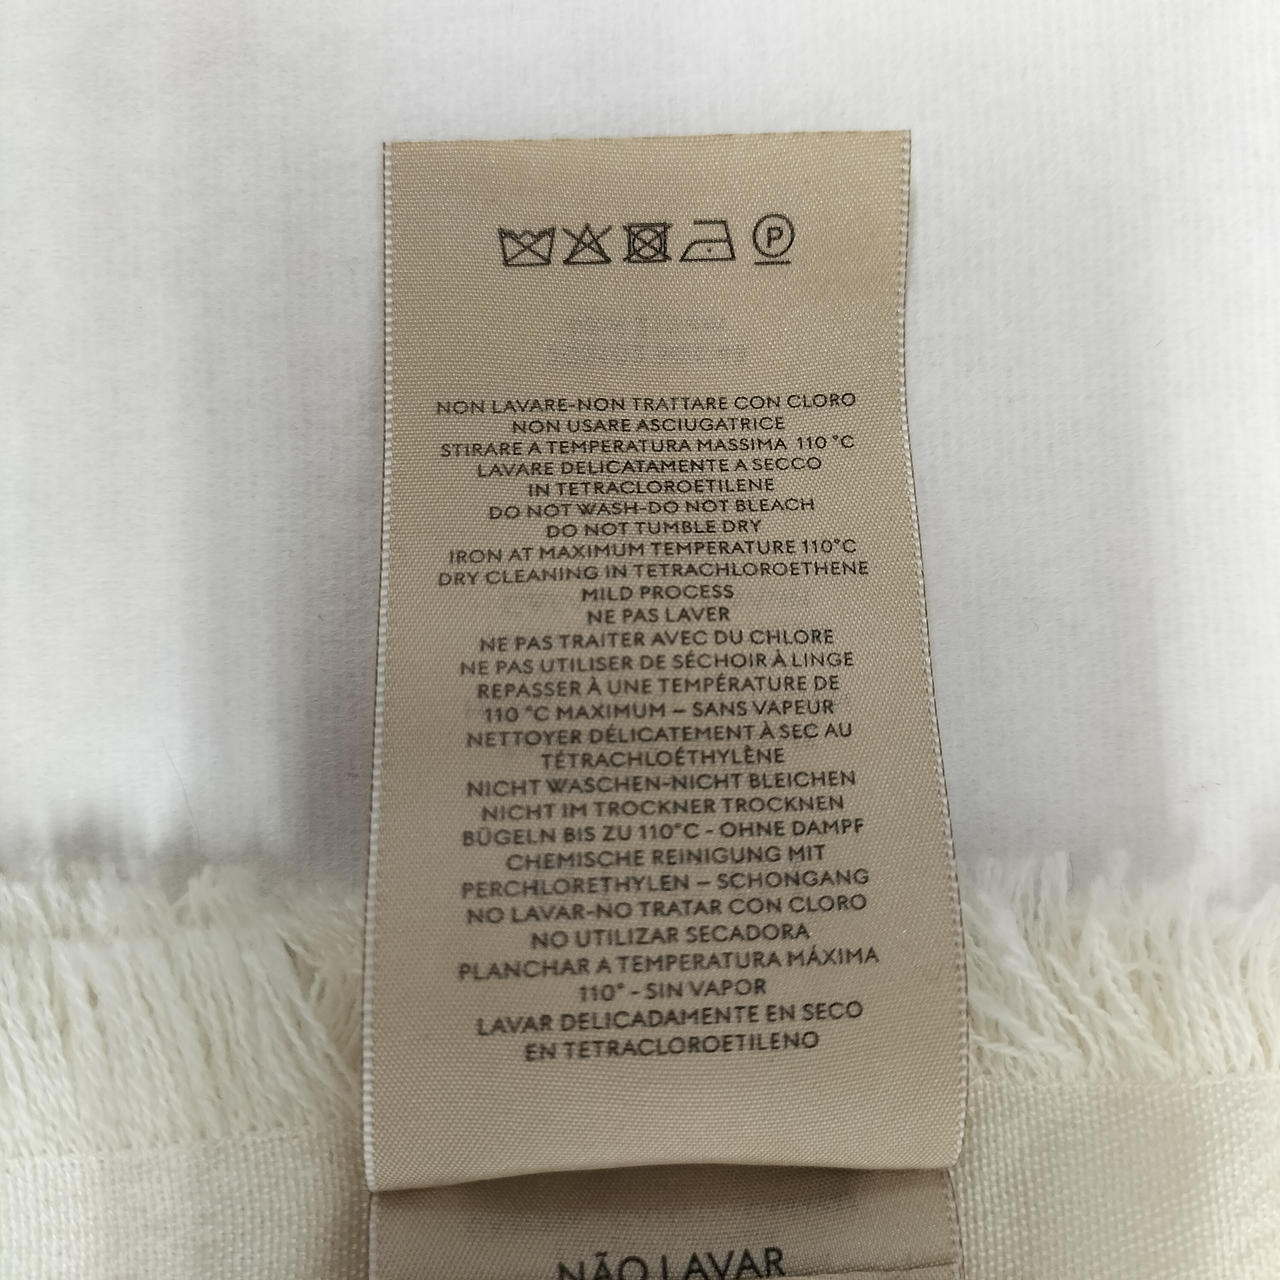 P
NON LAVARE-NON TRATTARE CON CLORO
NON USARE ASCIUGATRICE
STIRARE A TEMPERATURA MASSIMA 110 °C
LAVARE DELICATAMENTE A SECCO
IN TETRACLOROETILENE
DO NOT WASH-DO NOT BLEACH
DO NOT TUMBLE DRY
IRON AT MAXIMUM TEMPERATURE 110°C
DRY CLEANING IN TETRACHLOROETHENE
MILD PROCESS
NE PAS LAVER
NE PAS TRAITER AVEC DU CHLORE
NE PAS UTILISER DE SÉCHOIR À LINGE
REPASSER À UNE TEMPÉRATURE DE
110 °C MAXIMUM – SANS VAPEUR
NETTOYER DÉLICATEMENT À SEC AU
TÉTRACHLOÉTHYLÈNE
NICHT WASCHEN-NICHT BLEICHEN
NICHT IM TROCKNER TROCKNEN
BÜGELN BIS ZU 110°C - OHNE DAMPF
CHEMISCHE REINIGUNG MIT
PERCHLORETHYLEN – SCHONGANG
NO LAVAR-NO TRATAR CON CLORO
NO UTILIZAR SECADORA
PLANCHAR A TEMPERATURA MÁXIMA
110° - SIN VAPOR
LAVAR DELICADAMENTE EN SECO
EN TETRACLOROETILENO
NÃO LAVAR